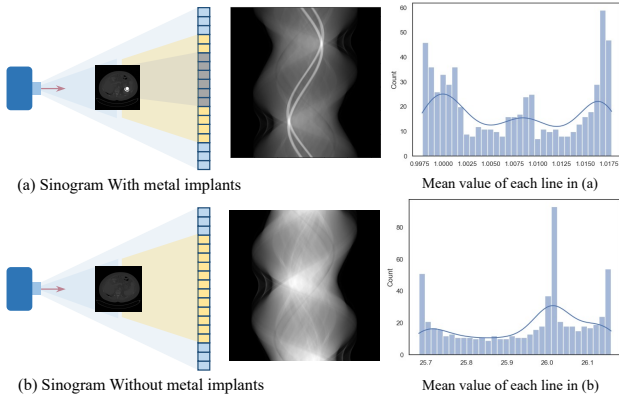 60
50
40
30
20
10
0
Count
0.9975 1.0000 1.0025 1.0050 1.0075 1.0100 1.0125 1.0150 1.0175
(a) Sinogram With metal implants
Mean value of each line in (a)
80
60
40
20
0
Count
25.7 25.8 25.9 26.0 26.1
(b) Sinogram Without metal implants
Mean value of each line in (b)